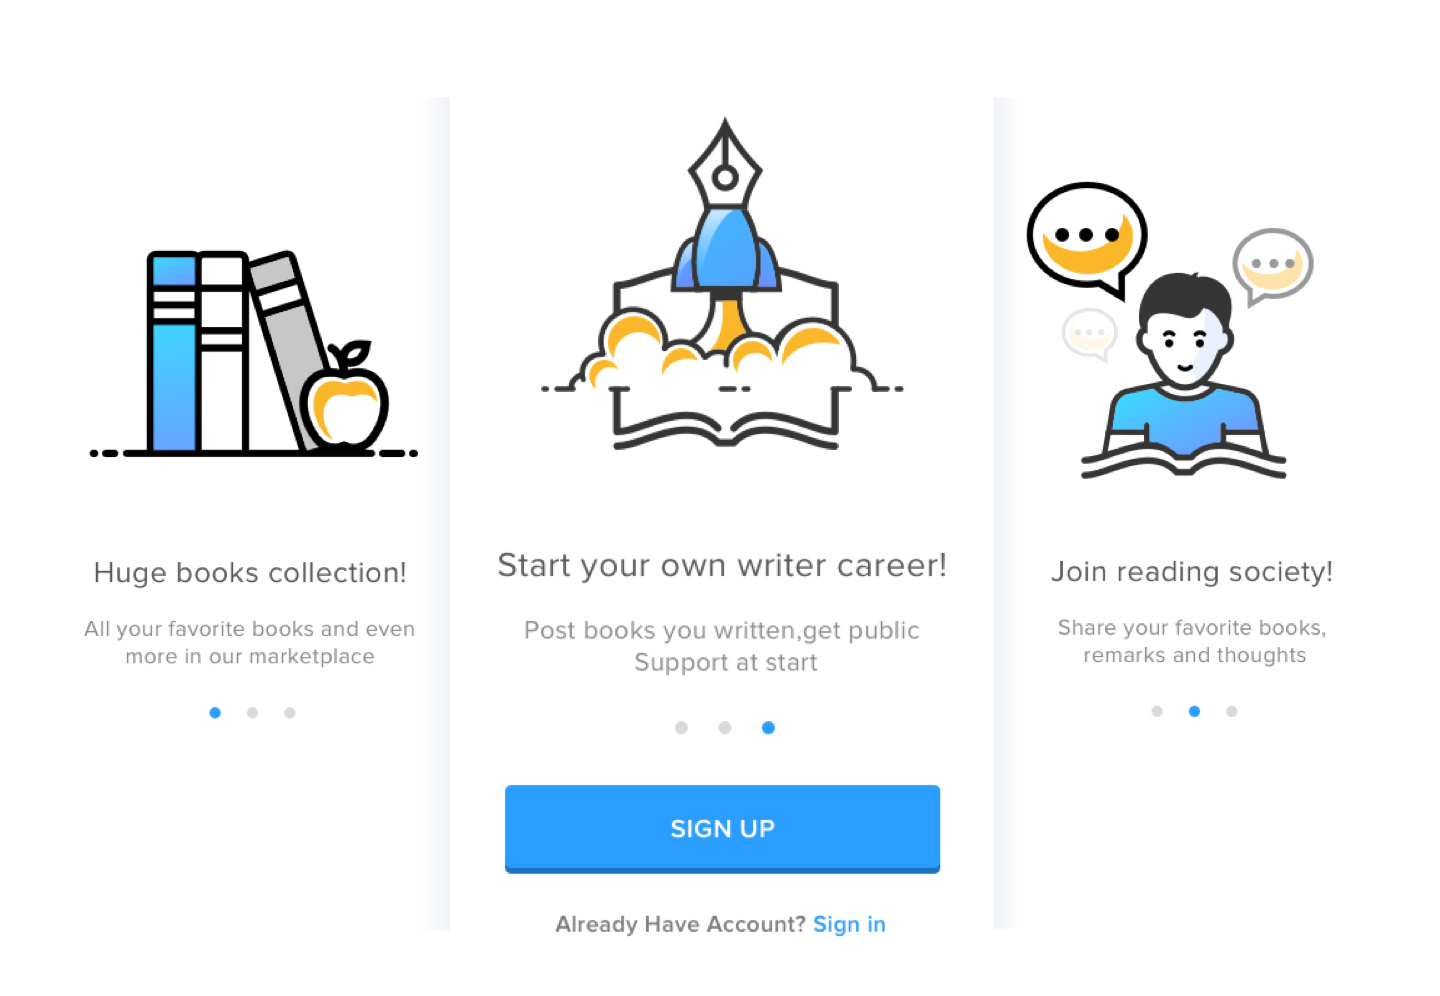 Huge books collection!
All your favorite books and even
more in our marketplace
Start your own writer career!
Post books you written,get public
Support at start
SIGN UP
Already Have Account? Sign in
Join reading society!
Share your favorite books,
remarks and thoughts